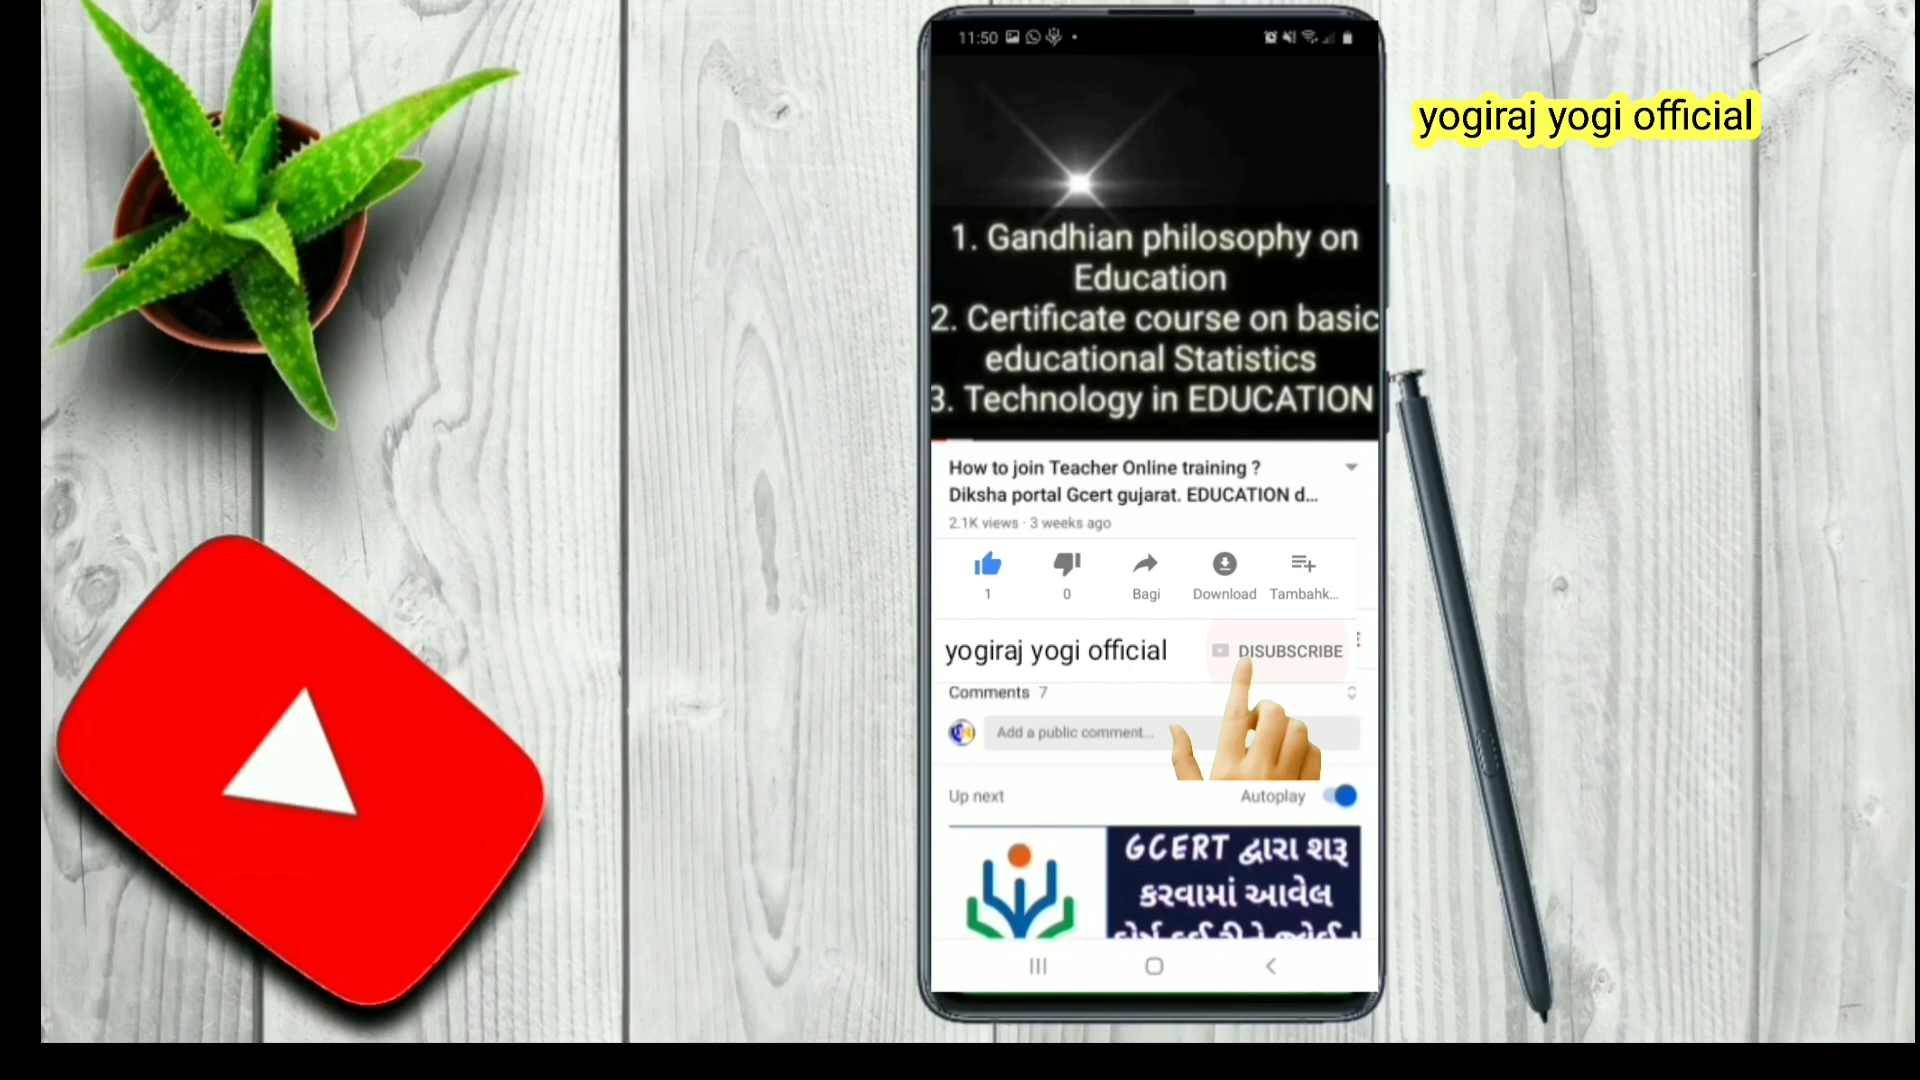 11:50
yogiraj yogi official
1. Gandhian philosophy on
Education
2. Certificate course on basic
educational Statistics
3. Technology in EDUCATION
How to join Teacher Online training ?
Diksha portal Gcert gujarat. EDUCATION d...
2.1K views · 3 weeks ago
1
0
Bagi
Download
Tambahk...
yogiraj yogi official
DISUBSCRIBE
Comments 7
Add a public comment...
Up next
Autoplay
GCERT દ્વારા શરૂ
કરવામાં આવેલ